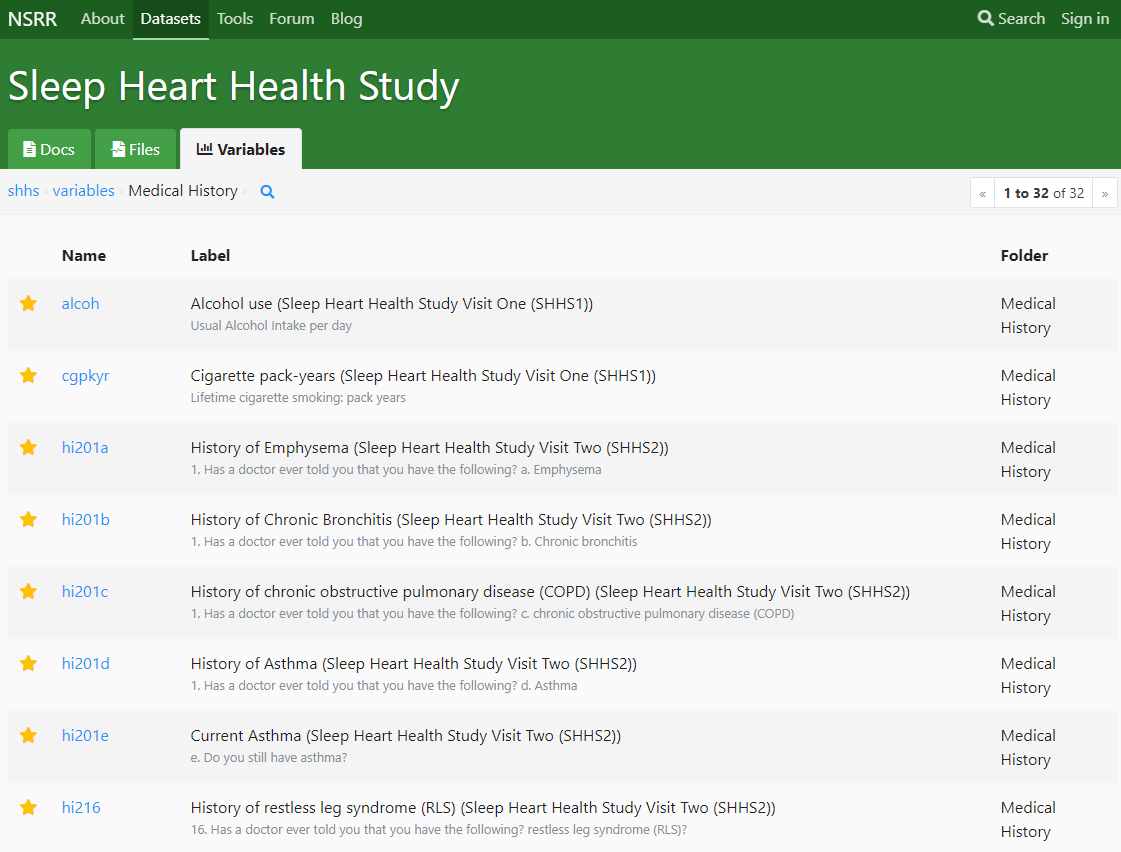 NSRR About Datasets Tools Forum Blog Search Sign in
Sleep Heart Health Study
Docs Files Variables
shhs › variables › Medical History › « 1 to 32 of 32 »
Name Label Folder
alcoh Alcohol use (Sleep Heart Health Study Visit One (SHHS1)) Medical
Usual Alcohol Intake per day History
cgpkyr Cigarette pack-years (Sleep Heart Health Study Visit One (SHHS1)) Medical
Lifetime cigarette smoking: pack years History
hi201a History of Emphysema (Sleep Heart Health Study Visit Two (SHHS2)) Medical
1. Has a doctor ever told you that you have the following? a. Emphysema History
hi201b History of Chronic Bronchitis (Sleep Heart Health Study Visit Two (SHHS2)) Medical
1. Has a doctor ever told you that you have the following? b. Chronic bronchitis History
hi201c History of chronic obstructive pulmonary disease (COPD) (Sleep Heart Health Study Visit Two (SHHS2)) Medical
1. Has a doctor ever told you that you have the following? c. chronic obstructive pulmonary disease (COPD) History
hi201d History of Asthma (Sleep Heart Health Study Visit Two (SHHS2)) Medical
1. Has a doctor ever told you that you have the following? d. Asthma History
hi201e Current Asthma (Sleep Heart Health Study Visit Two (SHHS2)) Medical
e. Do you still have asthma? History
hi216 History of restless leg syndrome (RLS) (Sleep Heart Health Study Visit Two (SHHS2)) Medical
16. Has a doctor ever told you that you have the following? restless leg syndrome (RLS)? History